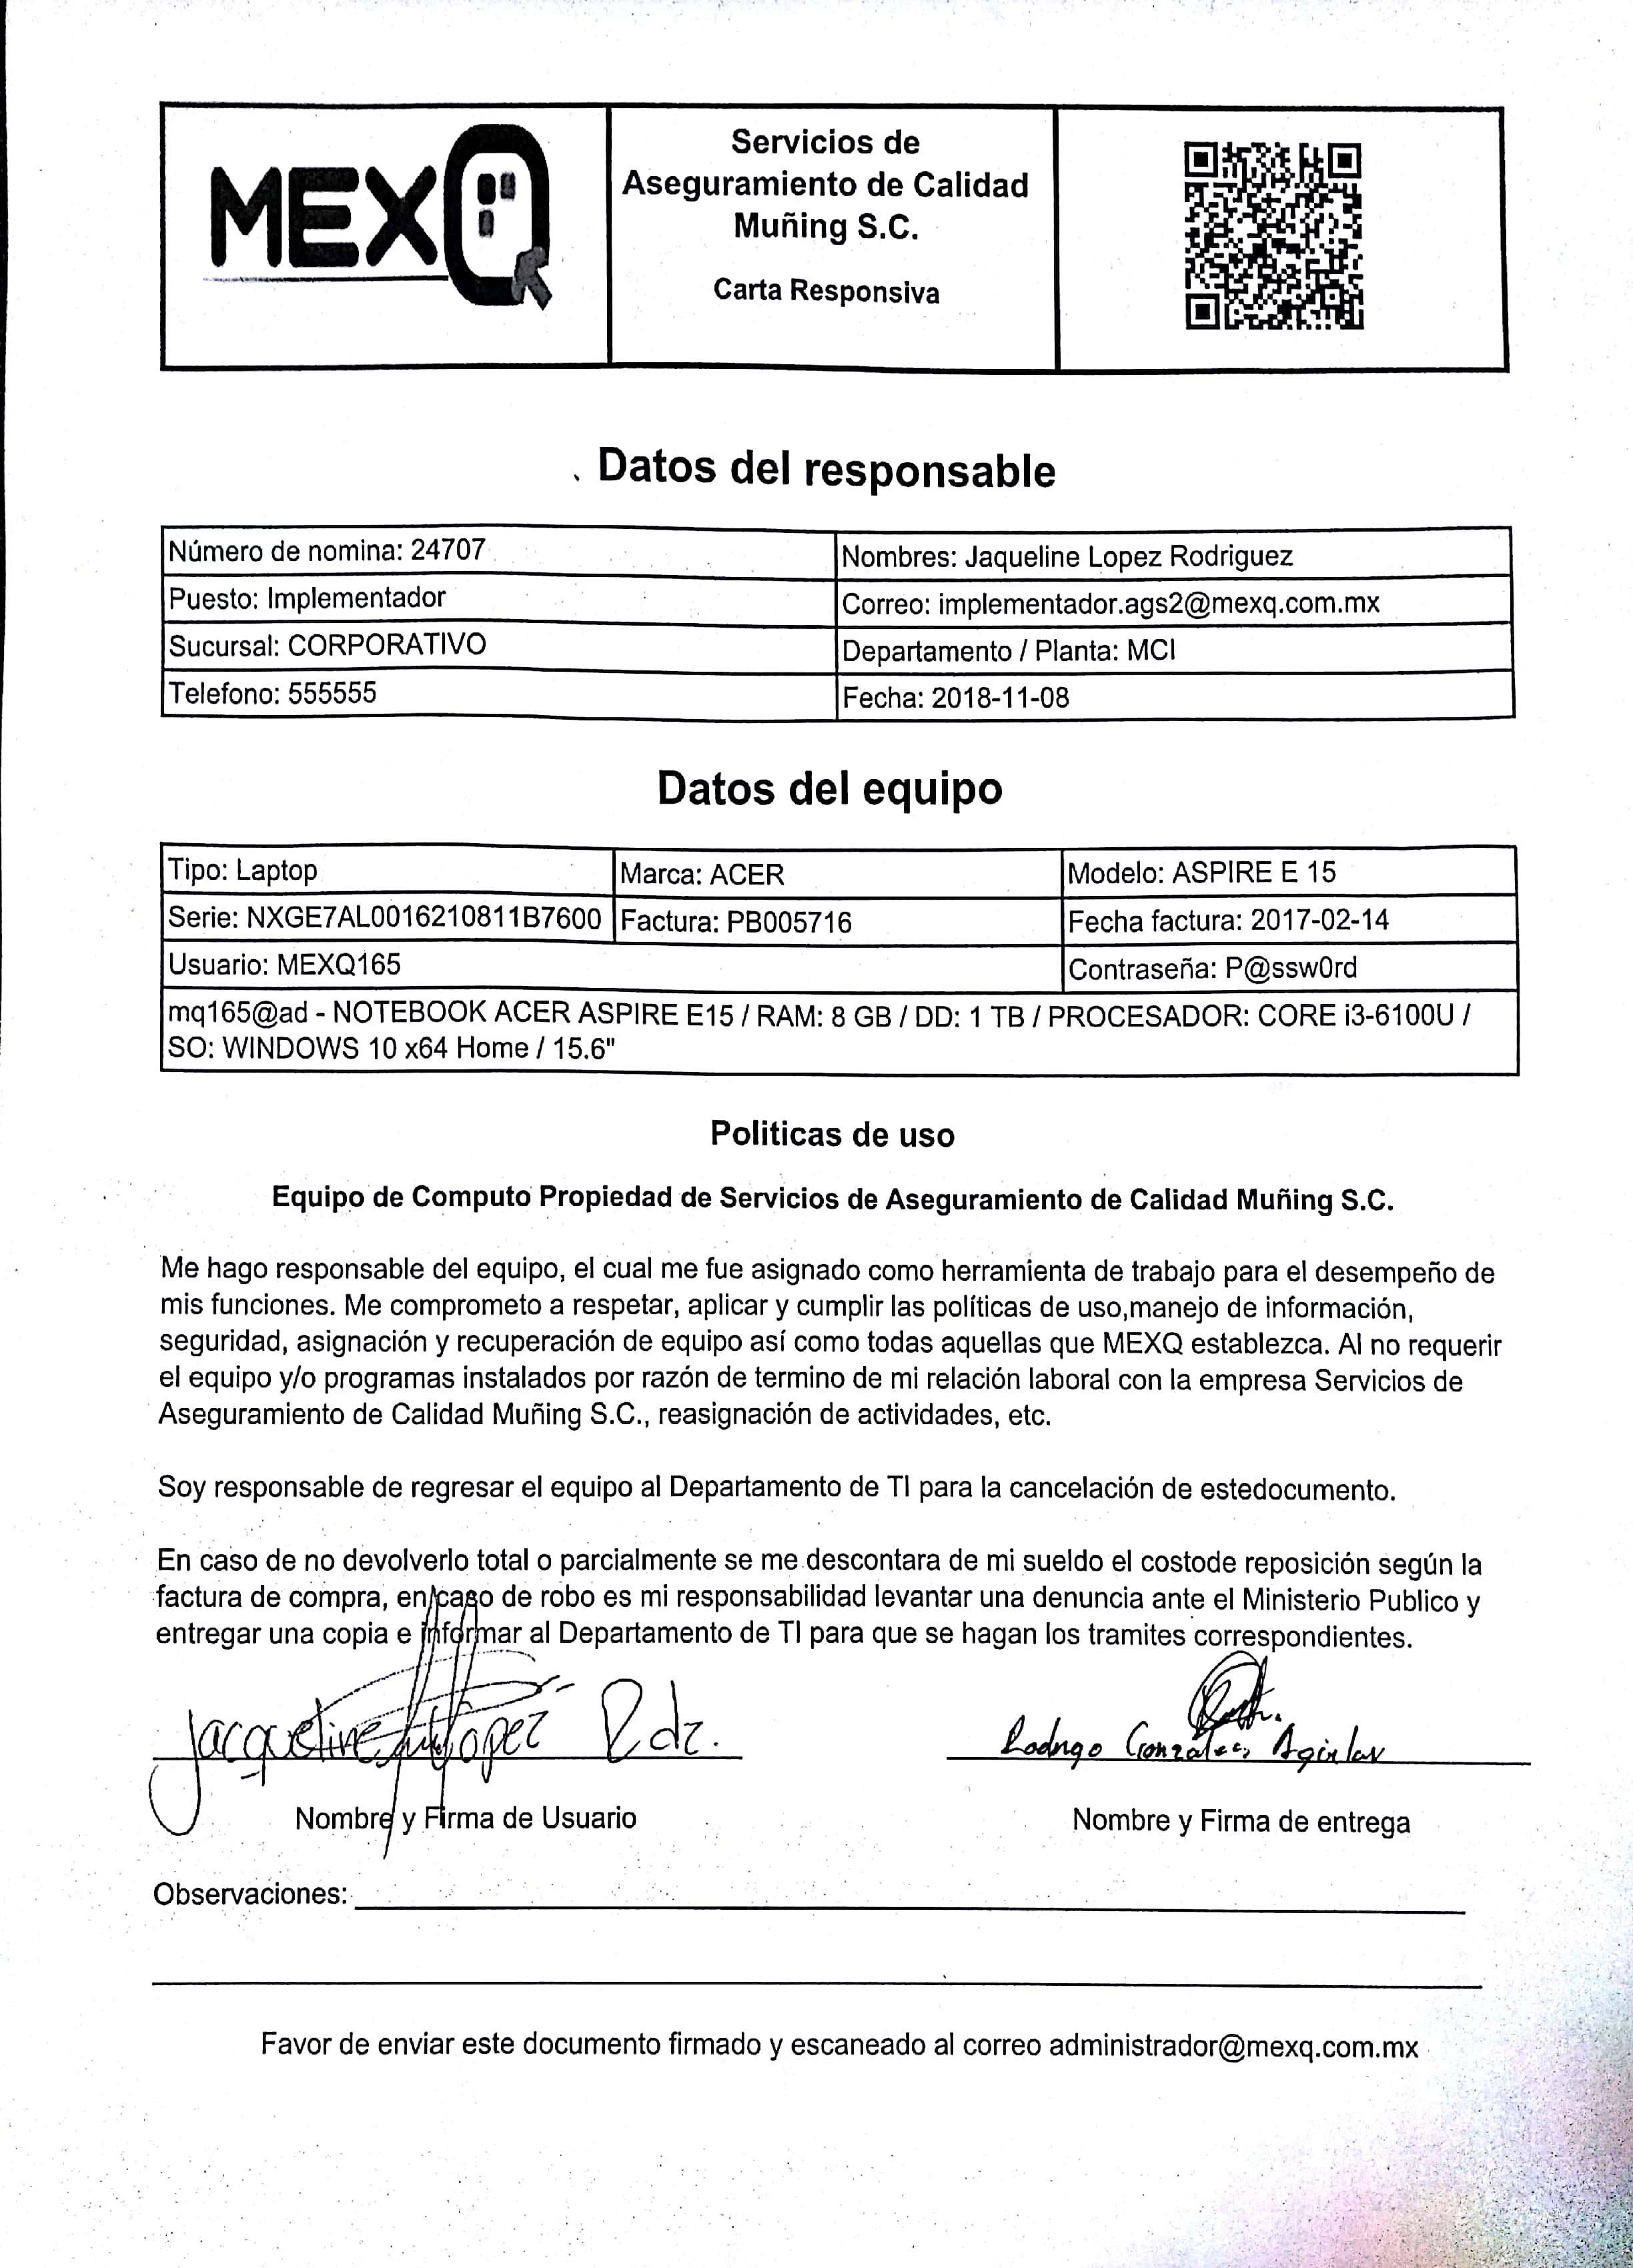 MEXQ
Servicios de
Aseguramiento de Calidad
Muñing S.C.
Carta Responsiva
Datos del responsable
Número de nomina: 24707
Nombres: Jaqueline Lopez Rodriguez
Puesto: Implementador
Correo: implementador.ags2@mexq.com.mx
Sucursal: CORPORATIVO
Departamento / Planta: MCI
Telefono: 555555
Fecha: 2018-11-08
Datos del equipo
Tipo: Laptop
Marca: ACER
Modelo: ASPIRE E 15
Serie: NXGE7AL0016210811B7600
Factura: PB005716
Fecha factura: 2017-02-14
Usuario: MEXQ165
Contraseña: P@ssw0rd
mq165@ad - NOTEBOOK ACER ASPIRE E15 / RAM: 8 GB / DD: 1 TB / PROCESADOR: CORE i3-6100U /
SO: WINDOWS 10 x64 Home / 15.6"
Politicas de uso
Equipo de Computo Propiedad de Servicios de Aseguramiento de Calidad Muñing S.C.
Me hago responsable del equipo, el cual me fue asignado como herramienta de trabajo para el desempeño de
mis funciones. Me comprometo a respetar, aplicar y cumplir las políticas de uso,manejo de información,
seguridad, asignación y recuperación de equipo así como todas aquellas que MEXQ establezca. Al no requerir
el equipo y/o programas instalados por razón de termino de mi relación laboral con la empresa Servicios de
Aseguramiento de Calidad Muñing S.C., reasignación de actividades, etc.
Soy responsable de regresar el equipo al Departamento de TI para la cancelación de estedocumento.
En caso de no devolverlo total o parcialmente se me descontara de mi sueldo el costode reposición según la
factura de compra, en caso de robo es mi responsabilidad levantar una denuncia ante el Ministerio Publico y
entregar una copia e informar al Departamento de TI para que se hagan los tramites correspondientes.
Jacqueline López Rdz.
Rodrigo Gonzalez Aguilar
Nombre y Firma de Usuario
Nombre y Firma de entrega
Observaciones:
Favor de enviar este documento firmado y escaneado al correo administrador@mexq.com.mx